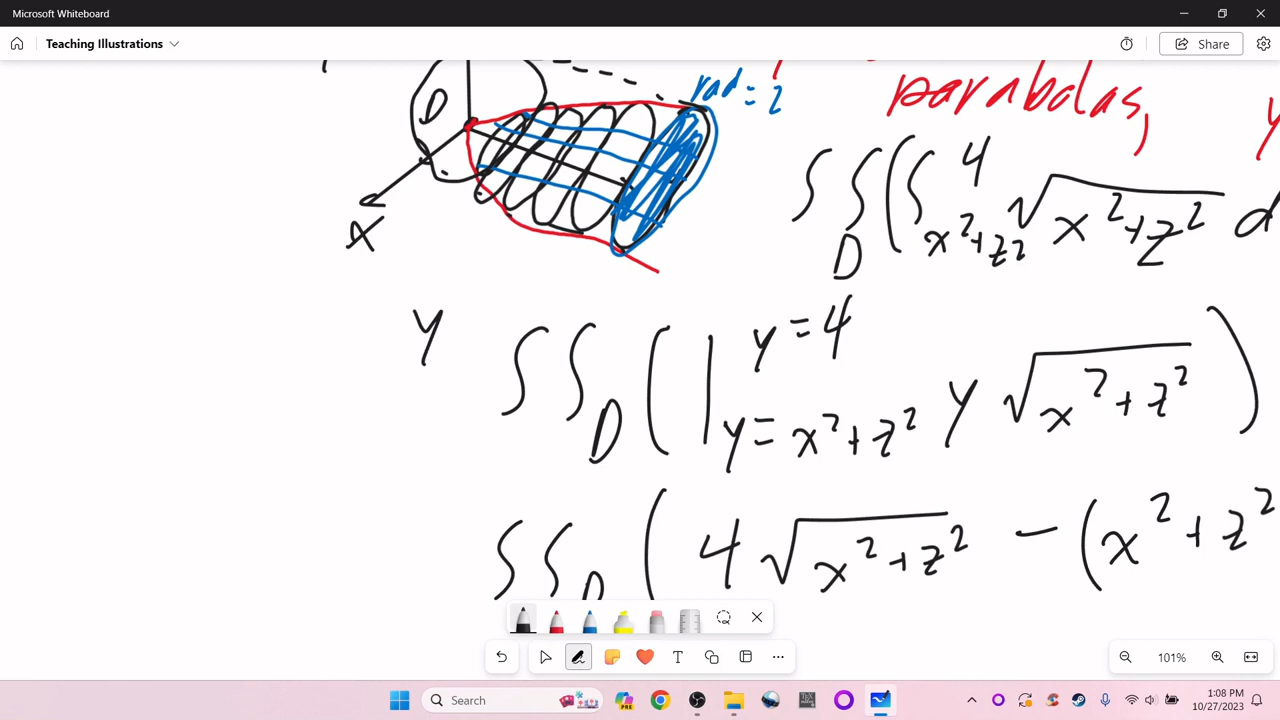 Microsoft Whiteboard
Teaching Illustrations
Share
rad = 2
parabolas,
y
D
X
∫∫_D (∫_{x²+z²}^4 √(x²+z²) d
y ∫∫_D (|_{y=x²+z²}^{y=4} y √(x²+z²))
∫∫_D (4 √(x²+z²) - (x² + z²
101%
Search
PRE
1:08 PM
10/27/2023